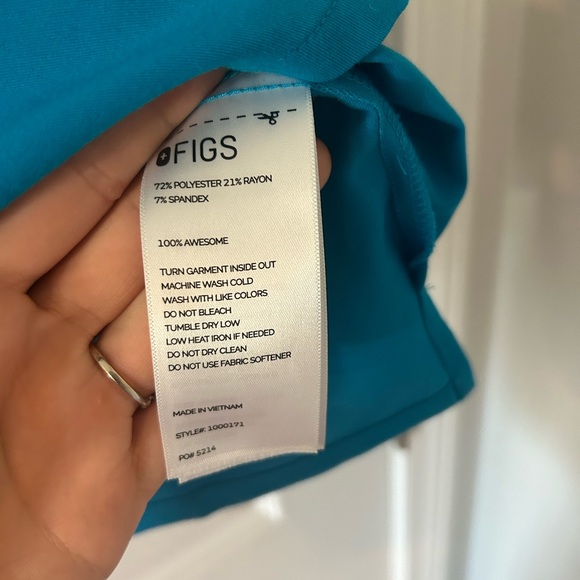 FIGS
72% POLYESTER 21% RAYON
7% SPANDEX
100% AWESOME
TURN GARMENT INSIDE OUT
MACHINE WASH COLD
WASH WITH LIKE COLORS
DO NOT BLEACH
TUMBLE DRY LOW
LOW HEAT IRON IF NEEDED
DO NOT DRY CLEAN
DO NOT USE FABRIC SOFTENER
MADE IN VIETNAM
STYLE#: 1000171
PO# 5214